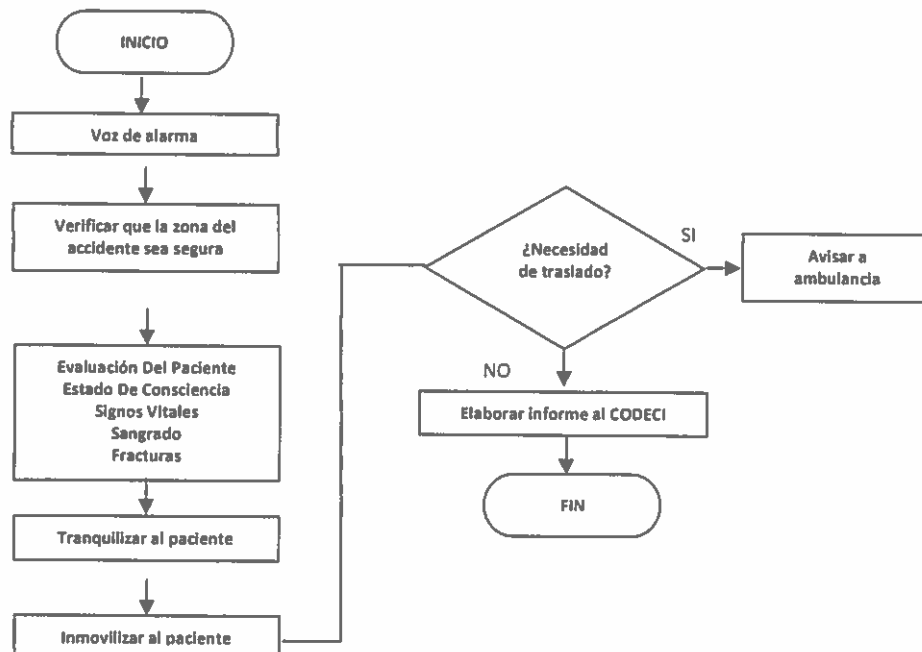 INICIO
Voz de alarma
Verificar que la zona del
accidente sea segura
Evaluación Del Paciente
Estado De Consciencia
Signos Vitales
Sangrado
Fracturas
Tranquilizar al paciente
Inmovilizar al paciente
¿Necesidad
de traslado?
SI
Avisar a
ambulancia
NO
Elaborar informe al CODECI
FIN